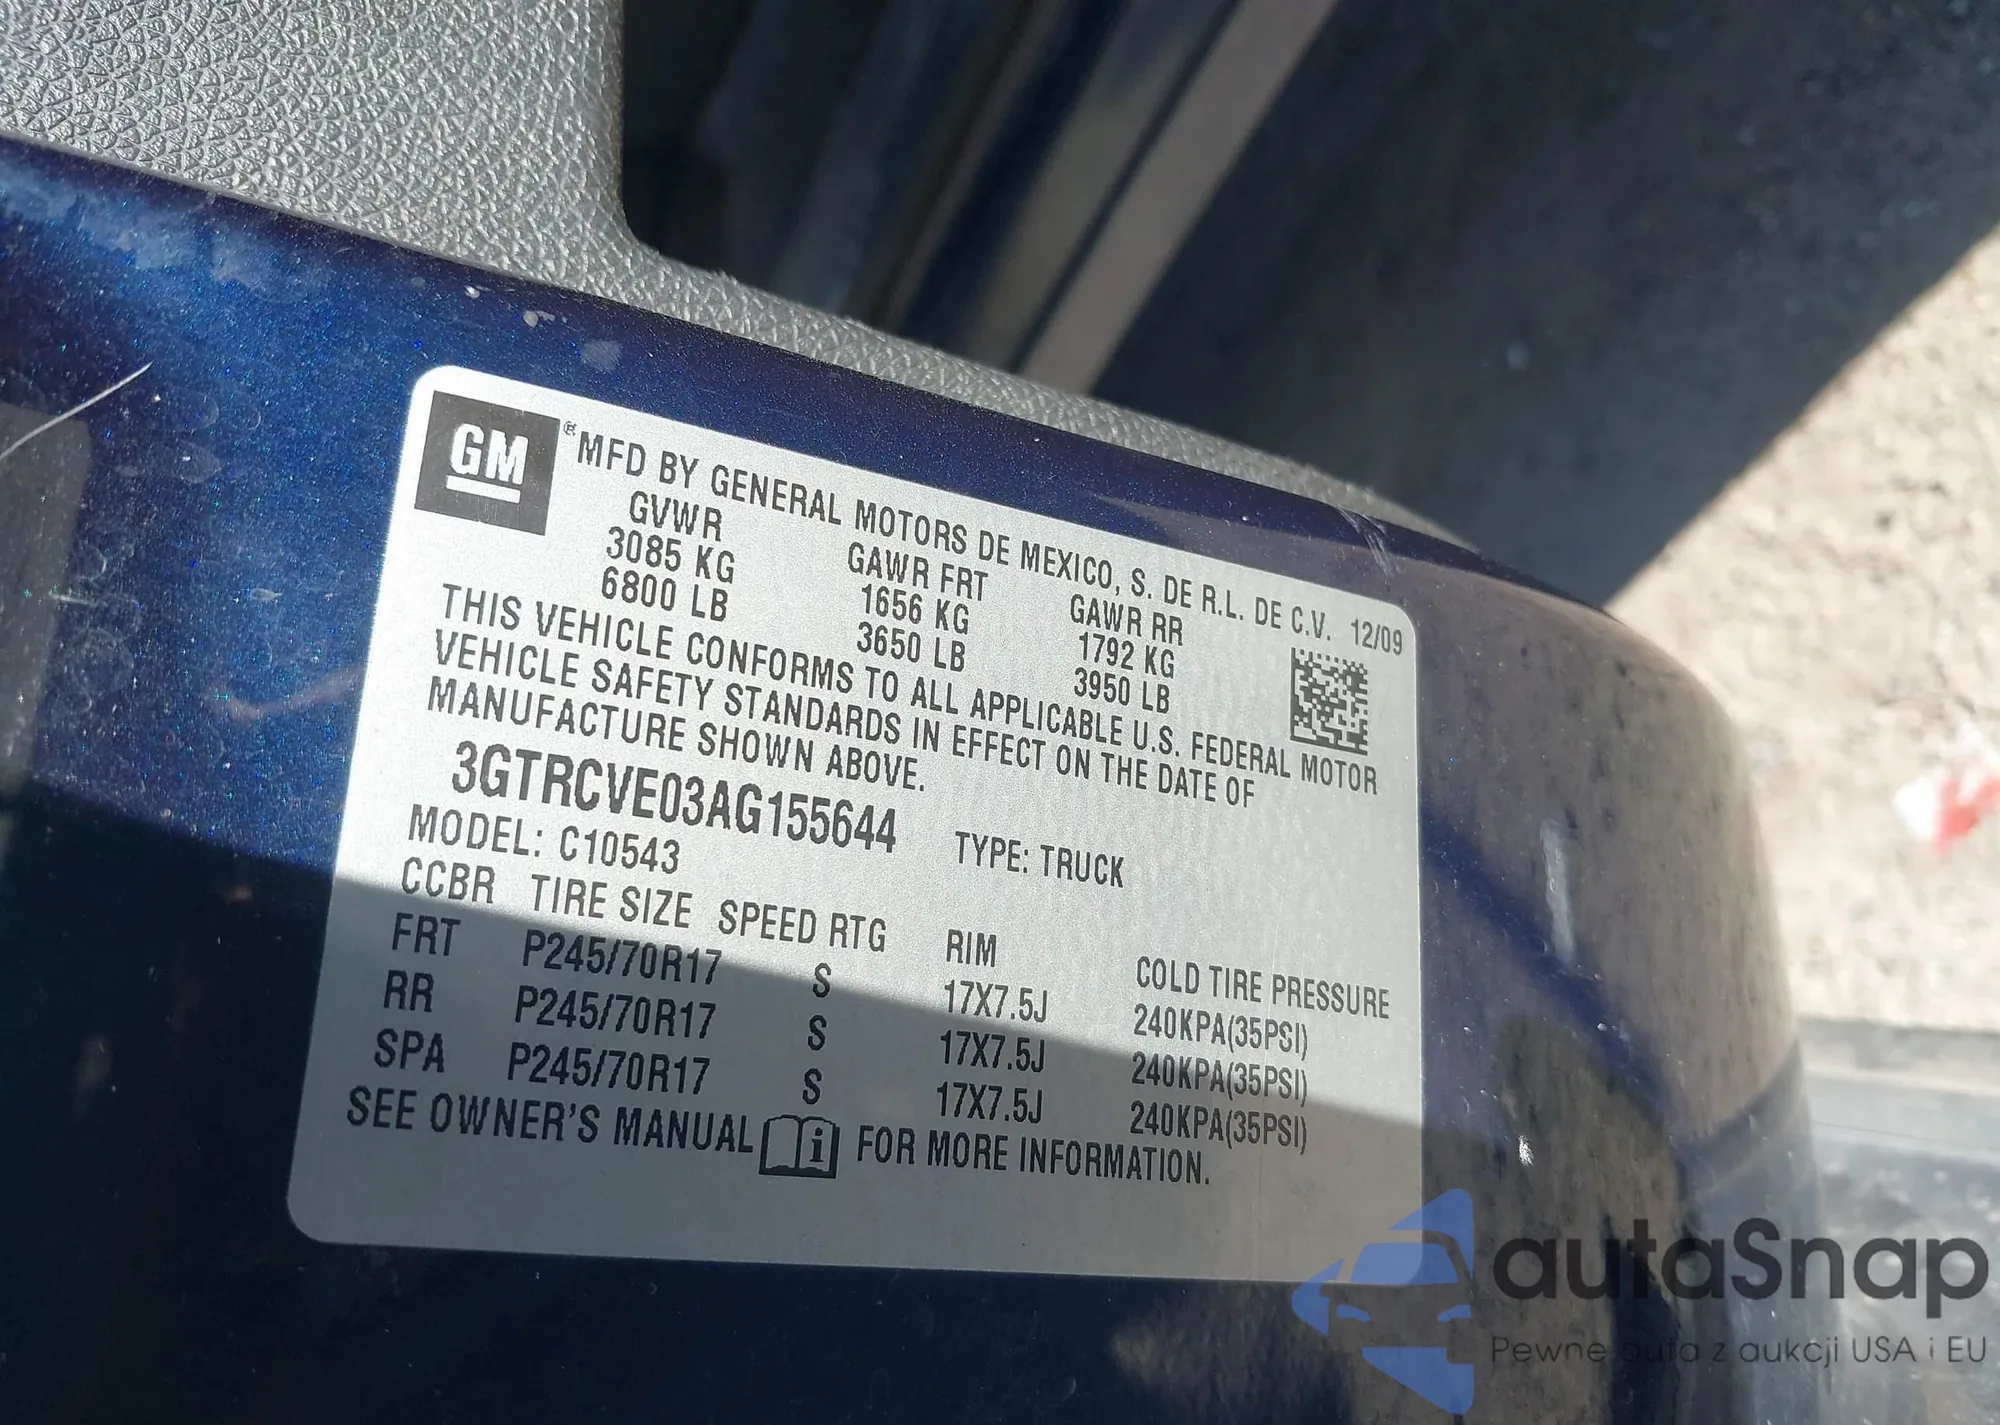 GM
® MFD BY GENERAL MOTORS DE MEXICO, S. DE R.L. DE C.V. 12/09
GVWR GAWR FRT GAWR RR
3085 KG 1656 KG 1792 KG
6800 LB 3650 LB 3950 LB
THIS VEHICLE CONFORMS TO ALL APPLICABLE U.S. FEDERAL MOTOR
VEHICLE SAFETY STANDARDS IN EFFECT ON THE DATE OF
MANUFACTURE SHOWN ABOVE.
3GTRCVE03AG155644 TYPE: TRUCK
MODEL: C10543
CCBR TIRE SIZE SPEED RTG RIM COLD TIRE PRESSURE
FRT P245/70R17 S 17X7.5J 240KPA(35PSI)
RR P245/70R17 S 17X7.5J 240KPA(35PSI)
SPA P245/70R17 S 17X7.5J 240KPA(35PSI)
SEE OWNER'S MANUAL i FOR MORE INFORMATION.
autaSnap
Pewne auta z aukcji USA i EU